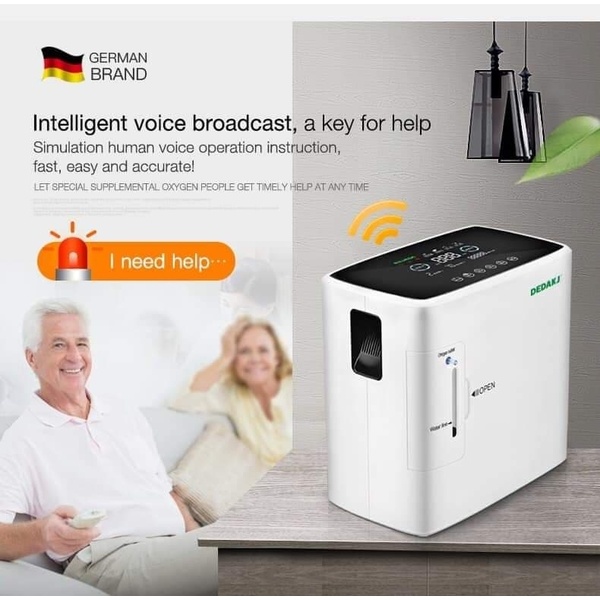 GERMAN
BRAND
Intelligent voice broadcast, a key for help
Simulation human voice operation instruction,
fast, easy and accurate!
LET SPECIAL SUPPLEMENTAL OXYGEN PEOPLE GET TIMELY HELP AT ANY TIME
I need help···
DEDAKJ
OPEN